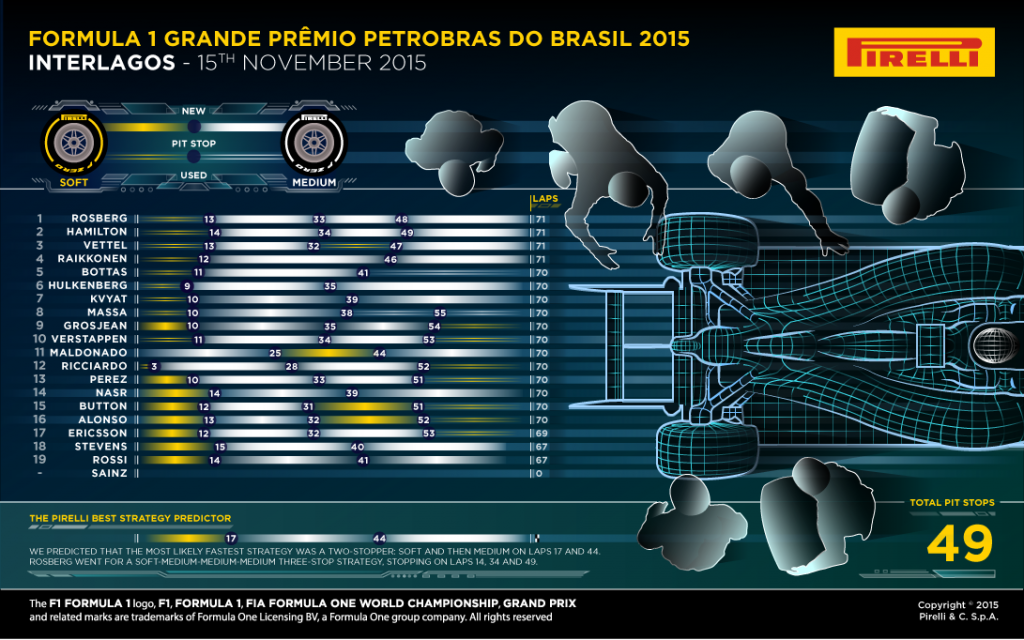 FORMULA 1 GRANDE PRÊMIO PETROBRAS DO BRASIL 2015
INTERLAGOS - 15TH NOVEMBER 2015
PIRELLI
NEW
PIT STOP
USED
P ZERO
SOFT
P ZERO
MEDIUM
LAPS
1 ROSBERG 13 33 48 71
2 HAMILTON 14 34 49 71
3 VETTEL 13 32 47 71
4 RAIKKONEN 12 46 71
5 BOTTAS 11 41 70
6 HULKENBERG 9 35 70
7 KVYAT 10 39 70
8 MASSA 10 38 55 70
9 GROSJEAN 10 35 54 70
10 VERSTAPPEN 11 34 53 70
11 MALDONADO 25 44 70
12 RICCIARDO 3 28 52 70
13 PEREZ 10 33 51 70
14 NASR 14 39 70
15 BUTTON 12 31 51 70
16 ALONSO 13 32 52 70
17 ERICSSON 12 32 53 69
18 STEVENS 15 40 67
19 ROSSI 14 41 67
- SAINZ 0
TOTAL PIT STOPS
49
THE PIRELLI BEST STRATEGY PREDICTOR
17 44
WE PREDICTED THAT THE MOST LIKELY FASTEST STRATEGY WAS A TWO-STOPPER: SOFT AND THEN MEDIUM ON LAPS 17 AND 44.
ROSBERG WENT FOR A SOFT-MEDIUM-MEDIUM-MEDIUM THREE-STOP STRATEGY, STOPPING ON LAPS 14, 34 AND 49.
The F1 FORMULA 1 logo, F1, FORMULA 1, FIA FORMULA ONE WORLD CHAMPIONSHIP, GRAND PRIX
and related marks are trademarks of Formula One Licensing BV, a Formula One group company. All rights reserved
Copyright © 2015
Pirelli & C. S.p.A.